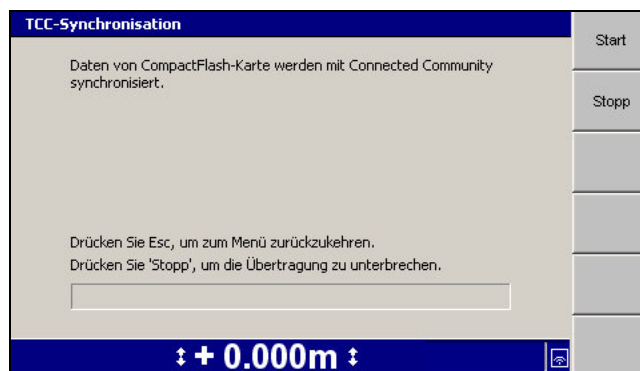 TCC-Synchronisation
Start
Daten von CompactFlash-Karte werden mit Connected Community
synchronisiert.
Stopp
Drücken Sie Esc, um zum Menü zurückzukehren.
Drücken Sie 'Stopp', um die Übertragung zu unterbrechen.
+ 0.000m